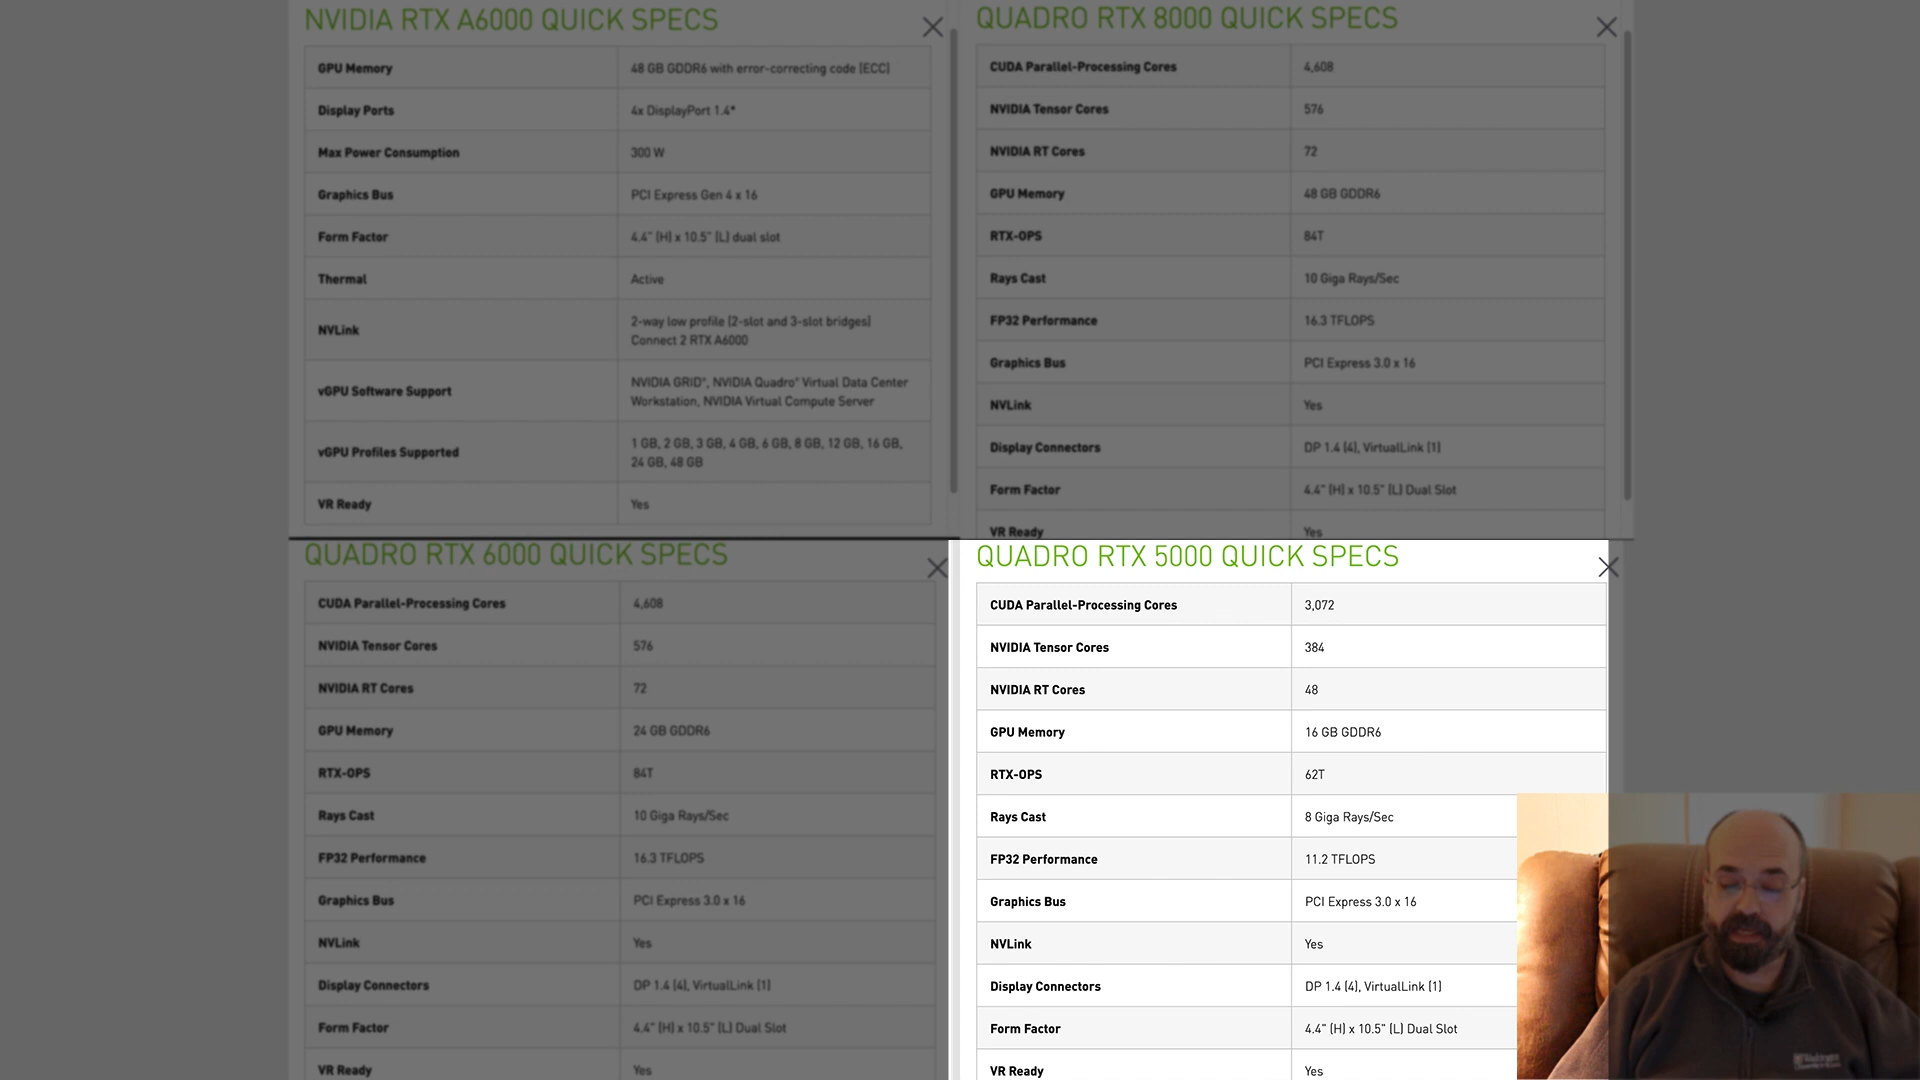 NVIDIA RTX A6000 QUICK SPECS
GPU Memory 48 GB GDDR6 with error-correcting code (ECC)
Display Ports 4x DisplayPort 1.4*
Max Power Consumption 300 W
Graphics Bus PCI Express Gen 4 x 16
Form Factor 4.4" (H) x 10.5" (L) dual slot
Thermal Active
NVLink 2-way low profile (2-slot and 3-slot bridges)
Connect 2 RTX A6000
vGPU Software Support NVIDIA GRID®, NVIDIA Quadro® Virtual Data Center
Workstation, NVIDIA Virtual Compute Server
vGPU Profiles Supported 1 GB, 2 GB, 3 GB, 4 GB, 6 GB, 8 GB, 12 GB, 16 GB,
24 GB, 48 GB
VR Ready Yes
QUADRO RTX 8000 QUICK SPECS
CUDA Parallel-Processing Cores 4,608
NVIDIA Tensor Cores 576
NVIDIA RT Cores 72
GPU Memory 48 GB GDDR6
RTX-OPS 84T
Rays Cast 10 Giga Rays/Sec
FP32 Performance 16.3 TFLOPS
Graphics Bus PCI Express 3.0 x 16
NVLink Yes
Display Connectors DP 1.4 (4), VirtualLink (1)
Form Factor 4.4" (H) x 10.5" (L) Dual Slot
VR Ready Yes
QUADRO RTX 6000 QUICK SPECS
CUDA Parallel-Processing Cores 4,608
NVIDIA Tensor Cores 576
NVIDIA RT Cores 72
GPU Memory 24 GB GDDR6
RTX-OPS 84T
Rays Cast 10 Giga Rays/Sec
FP32 Performance 16.3 TFLOPS
Graphics Bus PCI Express 3.0 x 16
NVLink Yes
Display Connectors DP 1.4 (4), VirtualLink (1)
Form Factor 4.4" (H) x 10.5" (L) Dual Slot
VR Ready Yes
QUADRO RTX 5000 QUICK SPECS
CUDA Parallel-Processing Cores 3,072
NVIDIA Tensor Cores 384
NVIDIA RT Cores 48
GPU Memory 16 GB GDDR6
RTX-OPS 62T
Rays Cast 8 Giga Rays/Sec
FP32 Performance 11.2 TFLOPS
Graphics Bus PCI Express 3.0 x 16
NVLink Yes
Display Connectors DP 1.4 (4), VirtualLink (1)
Form Factor 4.4" (H) x 10.5" (L) Dual Slot
VR Ready Yes